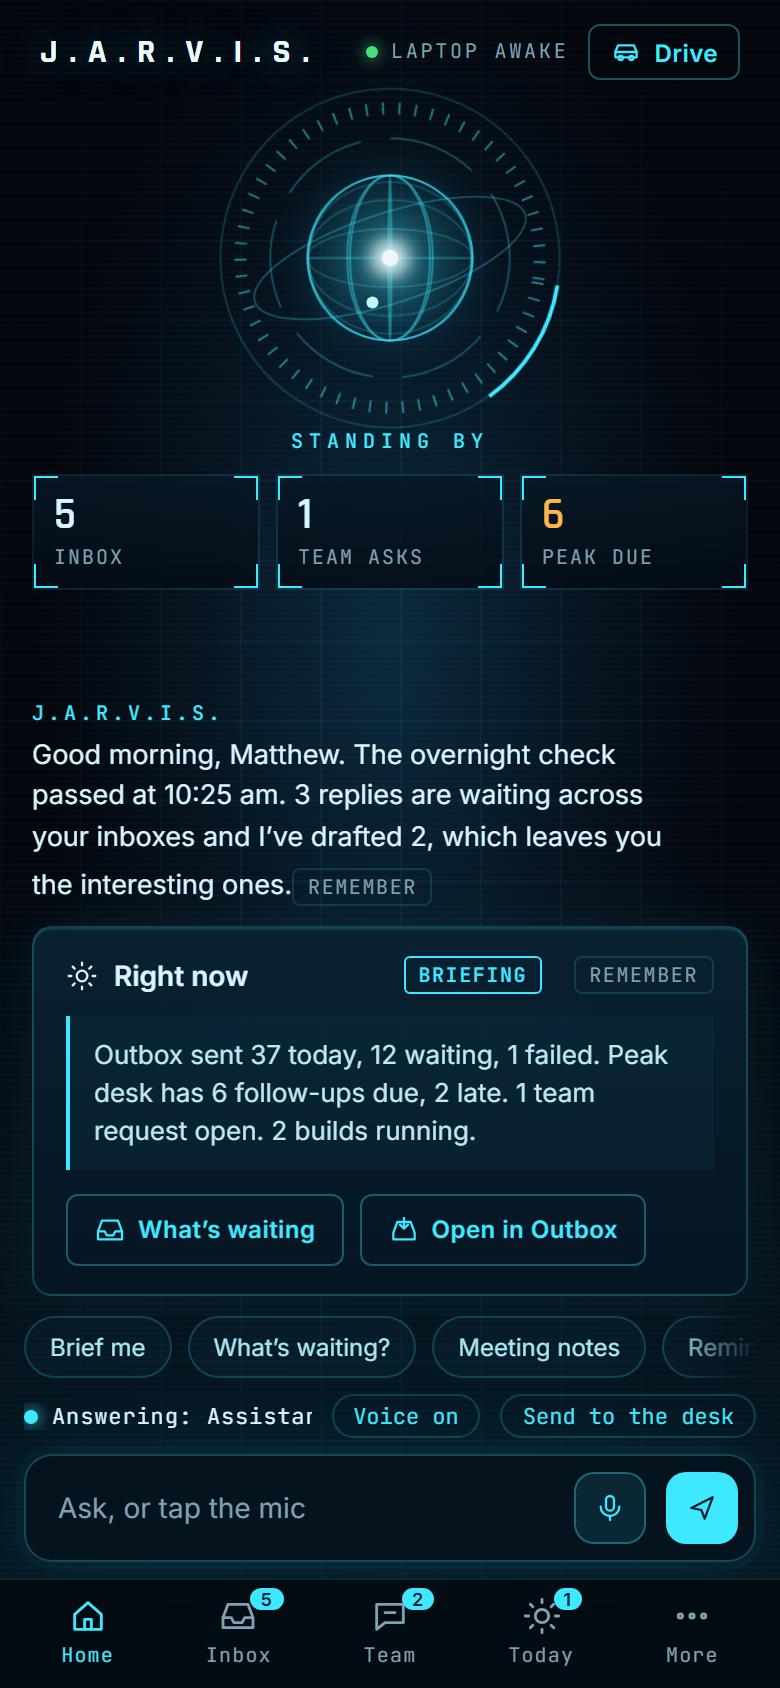 J.A.R.V.I.S.
LAPTOP AWAKE
Drive
STANDING BY
5
INBOX
1
TEAM ASKS
6
PEAK DUE
J.A.R.V.I.S.
Good morning, Matthew. The overnight check
passed at 10:25 am. 3 replies are waiting across
your inboxes and I’ve drafted 2, which leaves you
the interesting ones. REMEMBER
Right now
BRIEFING
REMEMBER
Outbox sent 37 today, 12 waiting, 1 failed. Peak
desk has 6 follow-ups due, 2 late. 1 team
request open. 2 builds running.
What’s waiting
Open in Outbox
Brief me
What’s waiting?
Meeting notes
Answering:
Voice on
Send to the desk
Ask, or tap the mic
5
2
1
Home
Inbox
Team
Today
More